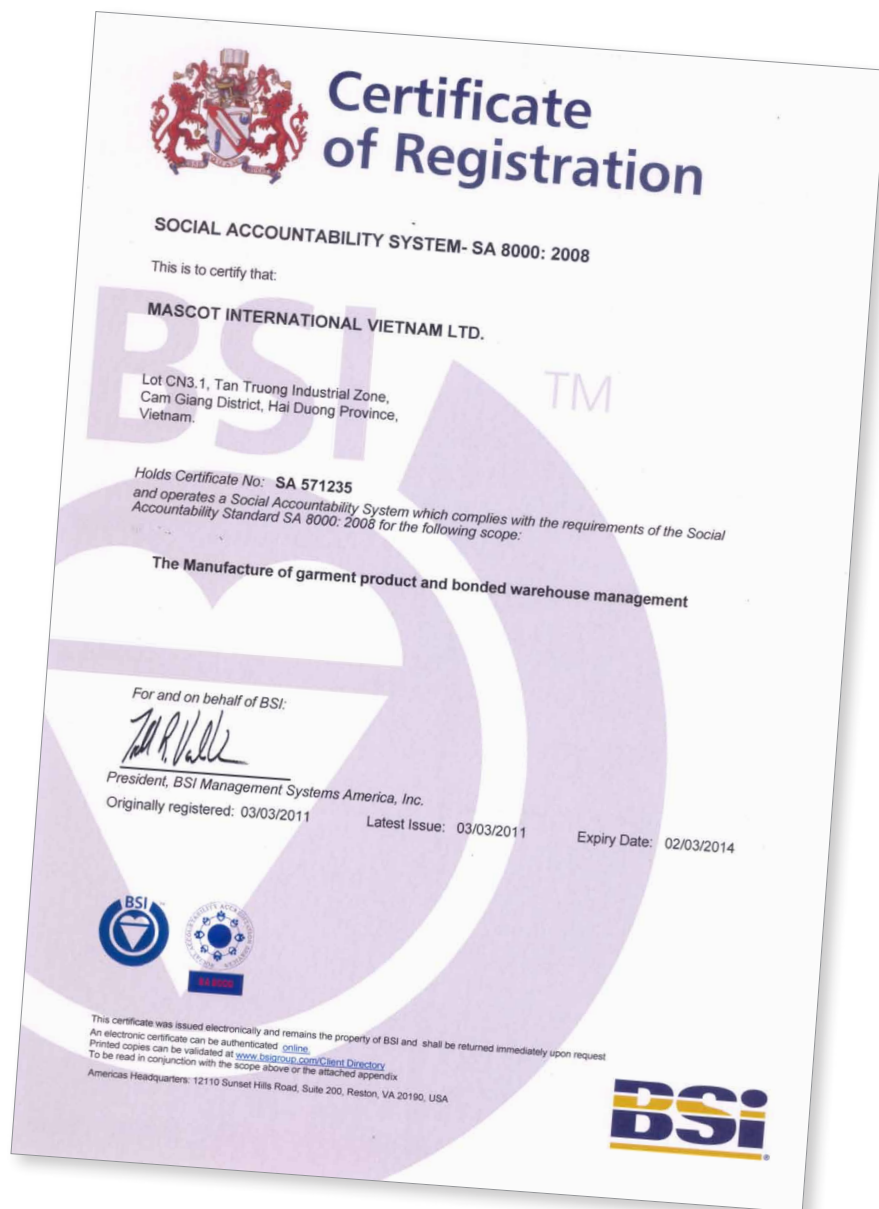 Certificate
of Registration
SOCIAL ACCOUNTABILITY SYSTEM- SA 8000: 2008
This is to certify that:
MASCOT INTERNATIONAL VIETNAM LTD.
BSI
TM
Lot CN3.1, Tan Truong Industrial Zone,
Cam Giang District, Hai Duong Province,
Vietnam.
Holds Certificate No: SA 571235
and operates a Social Accountability System which complies with the requirements of the Social
Accountability Standard SA 8000: 2008 for the following scope:
The Manufacture of garment product and bonded warehouse management
For and on behalf of BSI:
President, BSI Management Systems America, Inc.
Originally registered: 03/03/2011 Latest Issue: 03/03/2011 Expiry Date: 02/03/2014
BSI
SOCIAL ACCOUNTABILITY ACCREDITATION SERVICES
SA 8000
This certificate was issued electronically and remains the property of BSI and shall be returned immediately upon request
An electronic certificate can be authenticated online.
Printed copies can be validated at www.bsigroup.com/Client Directory
To be read in conjunction with the scope above or the attached appendix
Americas Headquarters: 12110 Sunset Hills Road, Suite 200, Reston, VA 20190, USA
BSi